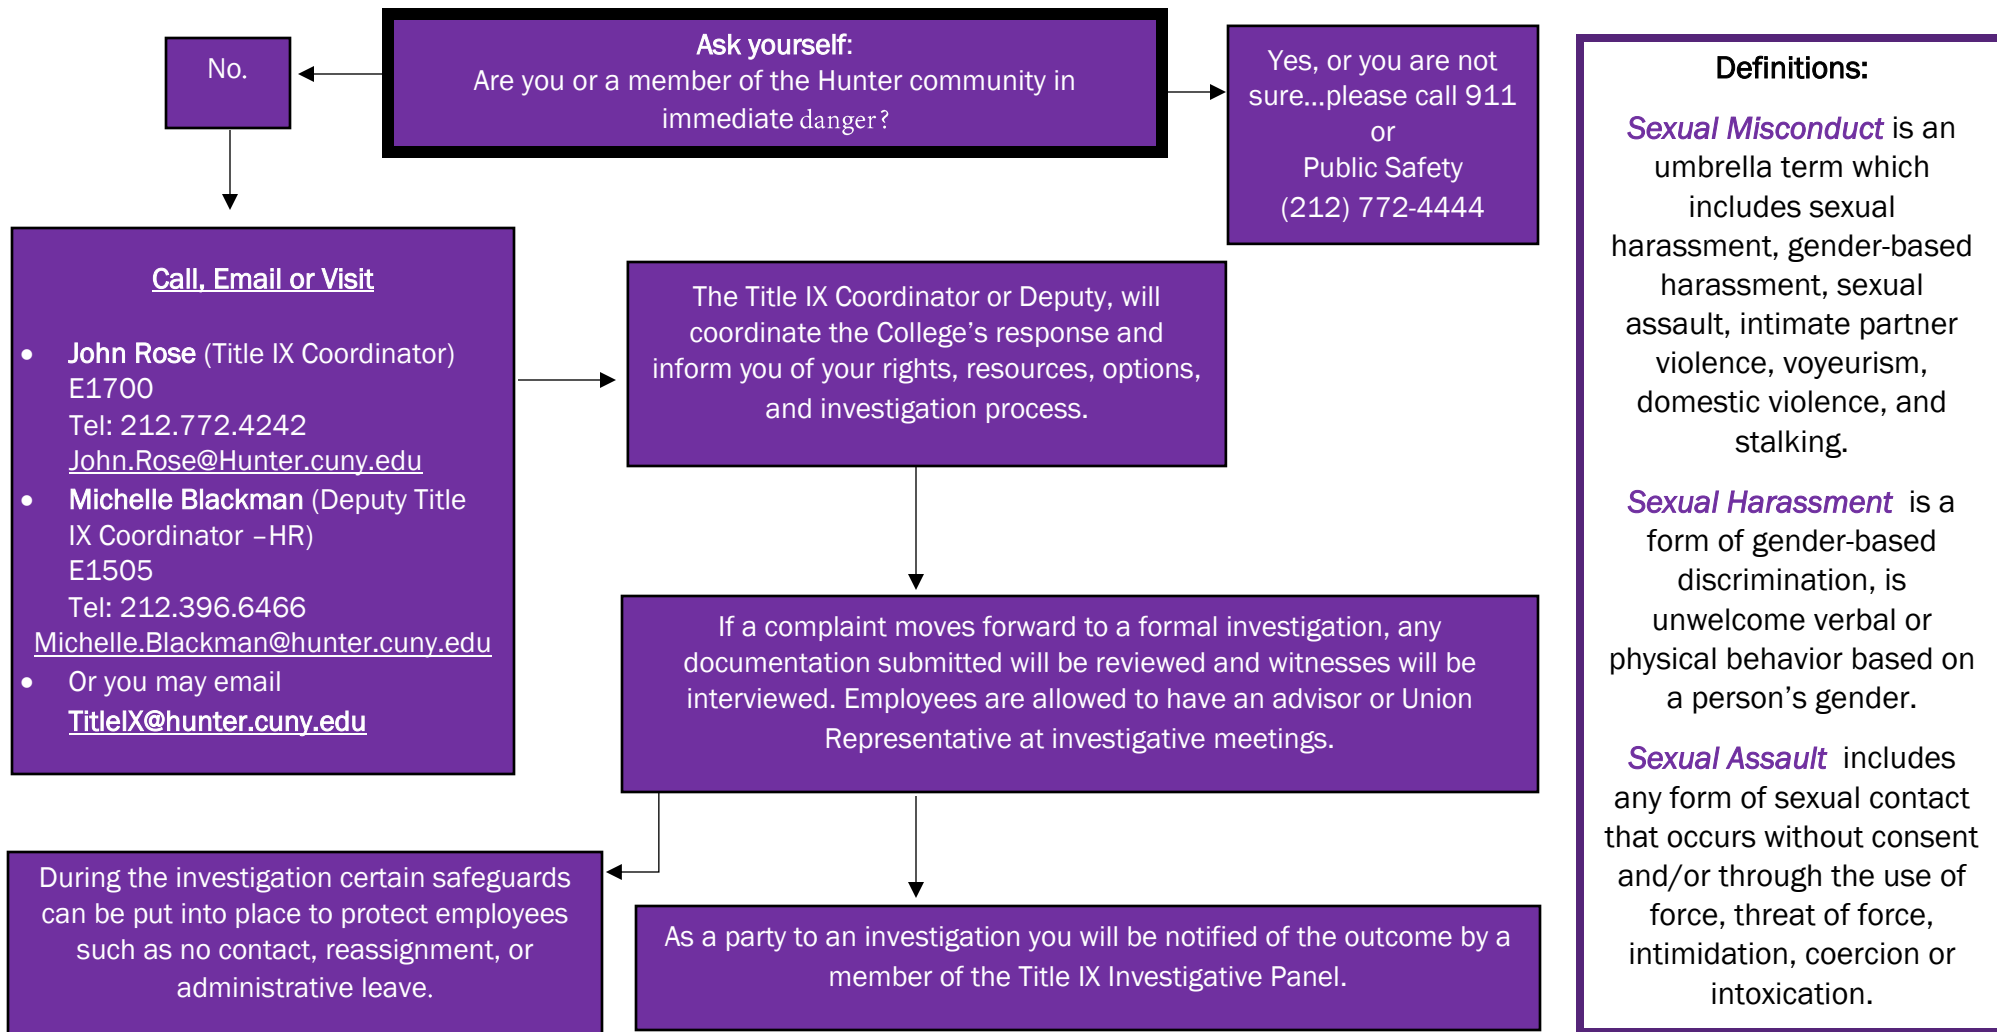 Ask yourself:
Are you or a member of the Hunter community in
immediate danger?
No.
Yes, or you are not
sure...please call 911
or
Public Safety
(212) 772-4444
Call, Email or Visit
• John Rose (Title IX Coordinator)
E1700
Tel: 212.772.4242
John.Rose@Hunter.cuny.edu
• Michelle Blackman (Deputy Title
IX Coordinator –HR)
E1505
Tel: 212.396.6466
Michelle.Blackman@hunter.cuny.edu
• Or you may email
TitleIX@hunter.cuny.edu
The Title IX Coordinator or Deputy, will
coordinate the College’s response and
inform you of your rights, resources, options,
and investigation process.
If a complaint moves forward to a formal investigation, any
documentation submitted will be reviewed and witnesses will be
interviewed. Employees are allowed to have an advisor or Union
Representative at investigative meetings.
During the investigation certain safeguards
can be put into place to protect employees
such as no contact, reassignment, or
administrative leave.
As a party to an investigation you will be notified of the outcome by a
member of the Title IX Investigative Panel.
Definitions:
Sexual Misconduct is an
umbrella term which
includes sexual
harassment, gender-based
harassment, sexual
assault, intimate partner
violence, voyeurism,
domestic violence, and
stalking.
Sexual Harassment is a
form of gender-based
discrimination, is
unwelcome verbal or
physical behavior based on
a person’s gender.
Sexual Assault includes
any form of sexual contact
that occurs without consent
and/or through the use of
force, threat of force,
intimidation, coercion or
intoxication.